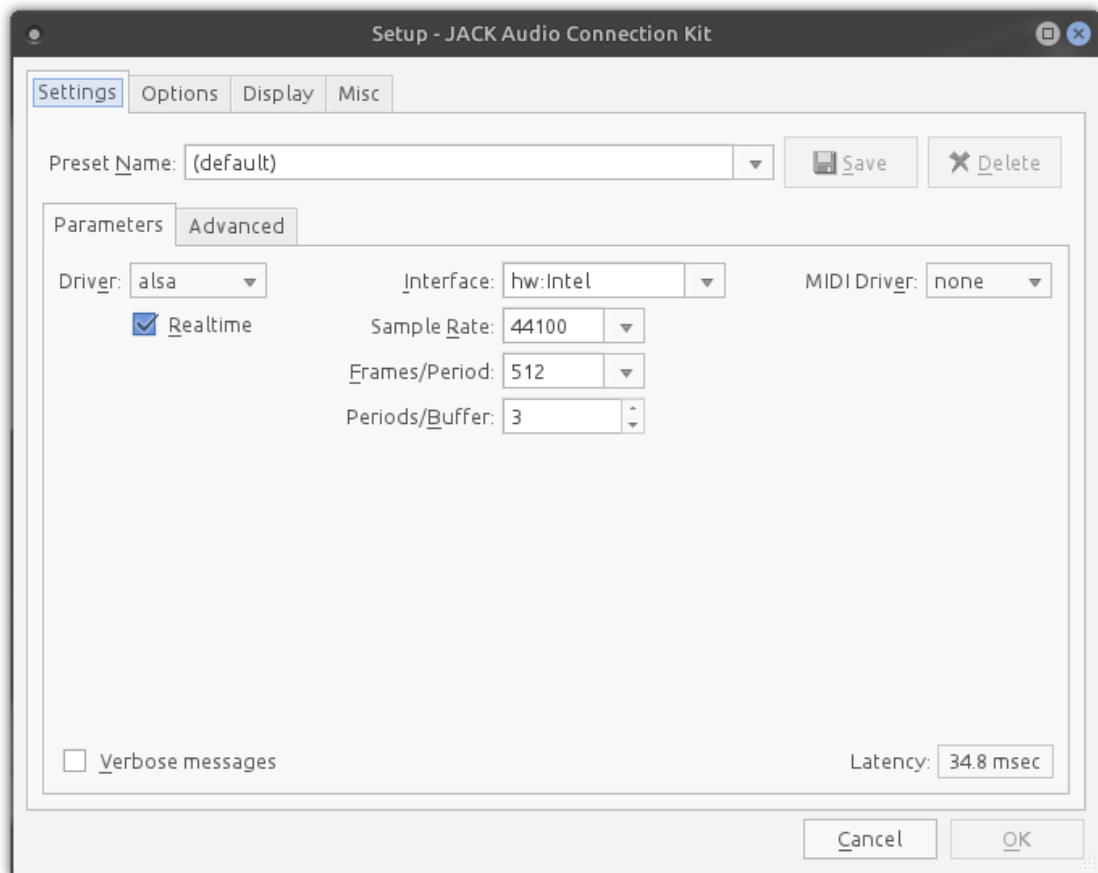 Setup - JACK Audio Connection Kit
Settings Options Display Misc
Preset Name: (default) Save Delete
Parameters Advanced
Driver: alsa Interface: hw:Intel MIDI Driver: none
Realtime Sample Rate: 44100
Frames/Period: 512
Periods/Buffer: 3
Verbose messages Latency: 34.8 msec
Cancel OK